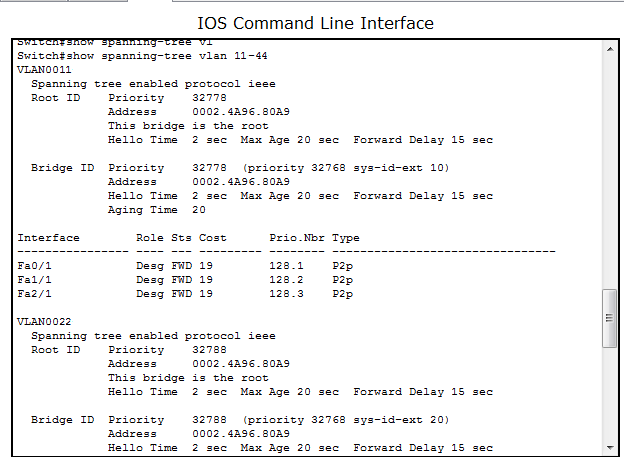 IOS Command Line Interface
Switch#show spanning-tree vl
Switch#show spanning-tree vlan 11-44
VLAN0011
  Spanning tree enabled protocol ieee
  Root ID    Priority    32778
             Address     0002.4A96.80A9
             This bridge is the root
             Hello Time  2 sec  Max Age 20 sec  Forward Delay 15 sec

  Bridge ID  Priority    32778  (priority 32768 sys-id-ext 10)
             Address     0002.4A96.80A9
             Hello Time  2 sec  Max Age 20 sec  Forward Delay 15 sec
             Aging Time  20

Interface        Role Sts Cost      Prio.Nbr Type
---------------- ---- --- --------- -------- --------------------------------
Fa0/1            Desg FWD 19        128.1    P2p
Fa1/1            Desg FWD 19        128.2    P2p
Fa2/1            Desg FWD 19        128.3    P2p

VLAN0022
  Spanning tree enabled protocol ieee
  Root ID    Priority    32788
             Address     0002.4A96.80A9
             This bridge is the root
             Hello Time  2 sec  Max Age 20 sec  Forward Delay 15 sec

  Bridge ID  Priority    32788  (priority 32768 sys-id-ext 20)
             Address     0002.4A96.80A9
             Hello Time  2 sec  Max Age 20 sec  Forward Delay 15 sec